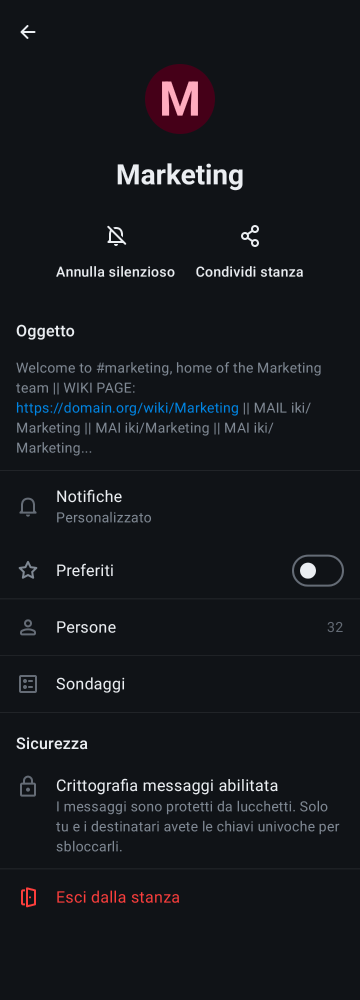 M
Marketing
Annulla silenzioso
Condividi stanza
Oggetto
Welcome to #marketing, home of the Marketing
team || WIKI PAGE:
https://domain.org/wiki/Marketing || MAIL iki/
Marketing || MAI iki/Marketing || MAI iki/
Marketing...
Notifiche
Personalizzato
Preferiti
Persone 32
Sondaggi
Sicurezza
Crittografia messaggi abilitata
I messaggi sono protetti da lucchetti. Solo
tu e i destinatari avete le chiavi univoche per
sbloccarli.
Esci dalla stanza